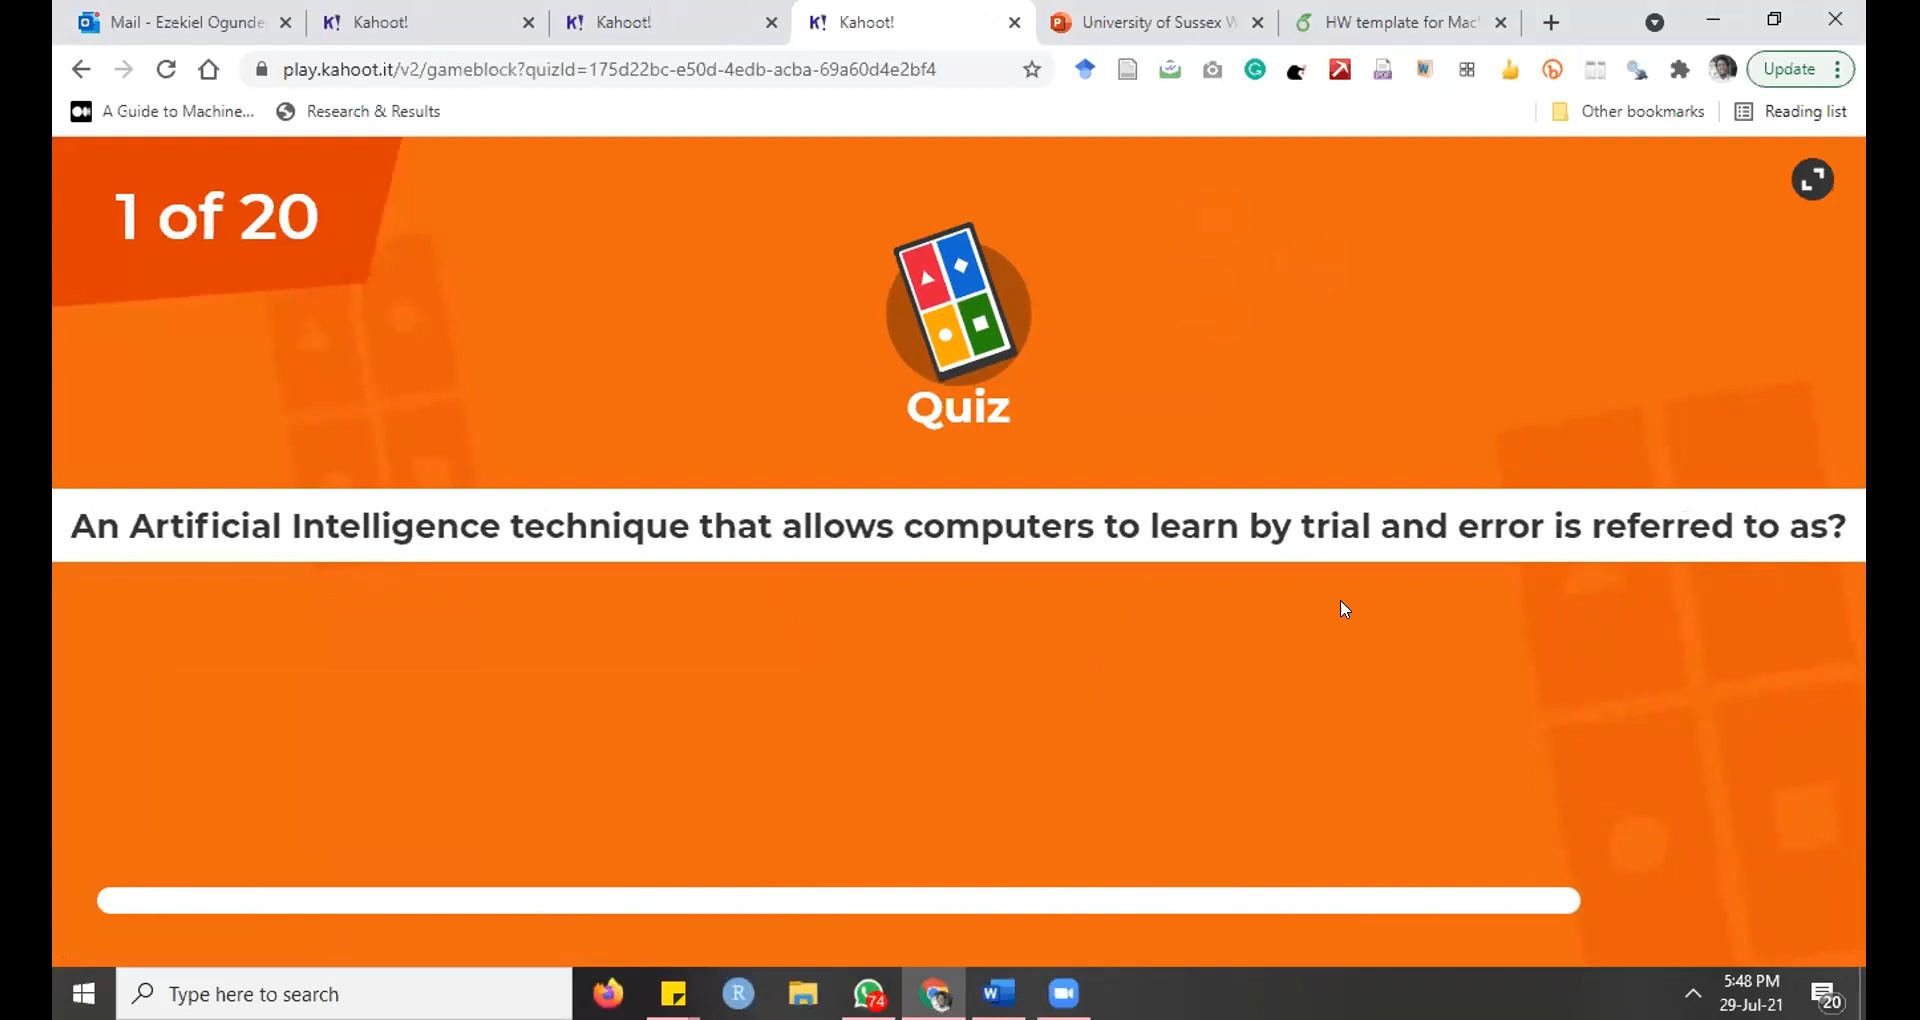 Mail - Ezekiel Ogunde
K! Kahoot!
K! Kahoot!
K! Kahoot!
University of Sussex W
HW template for Mac
play.kahoot.it/v2/gameblock?quizId=175d22bc-e50d-4edb-acba-69a60d4e2bf4
Update
A Guide to Machine...
Research & Results
Other bookmarks
Reading list
1 of 20
Quiz
An Artificial Intelligence technique that allows computers to learn by trial and error is referred to as?
Type here to search
R
74
W
5:48 PM
29-Jul-21
20